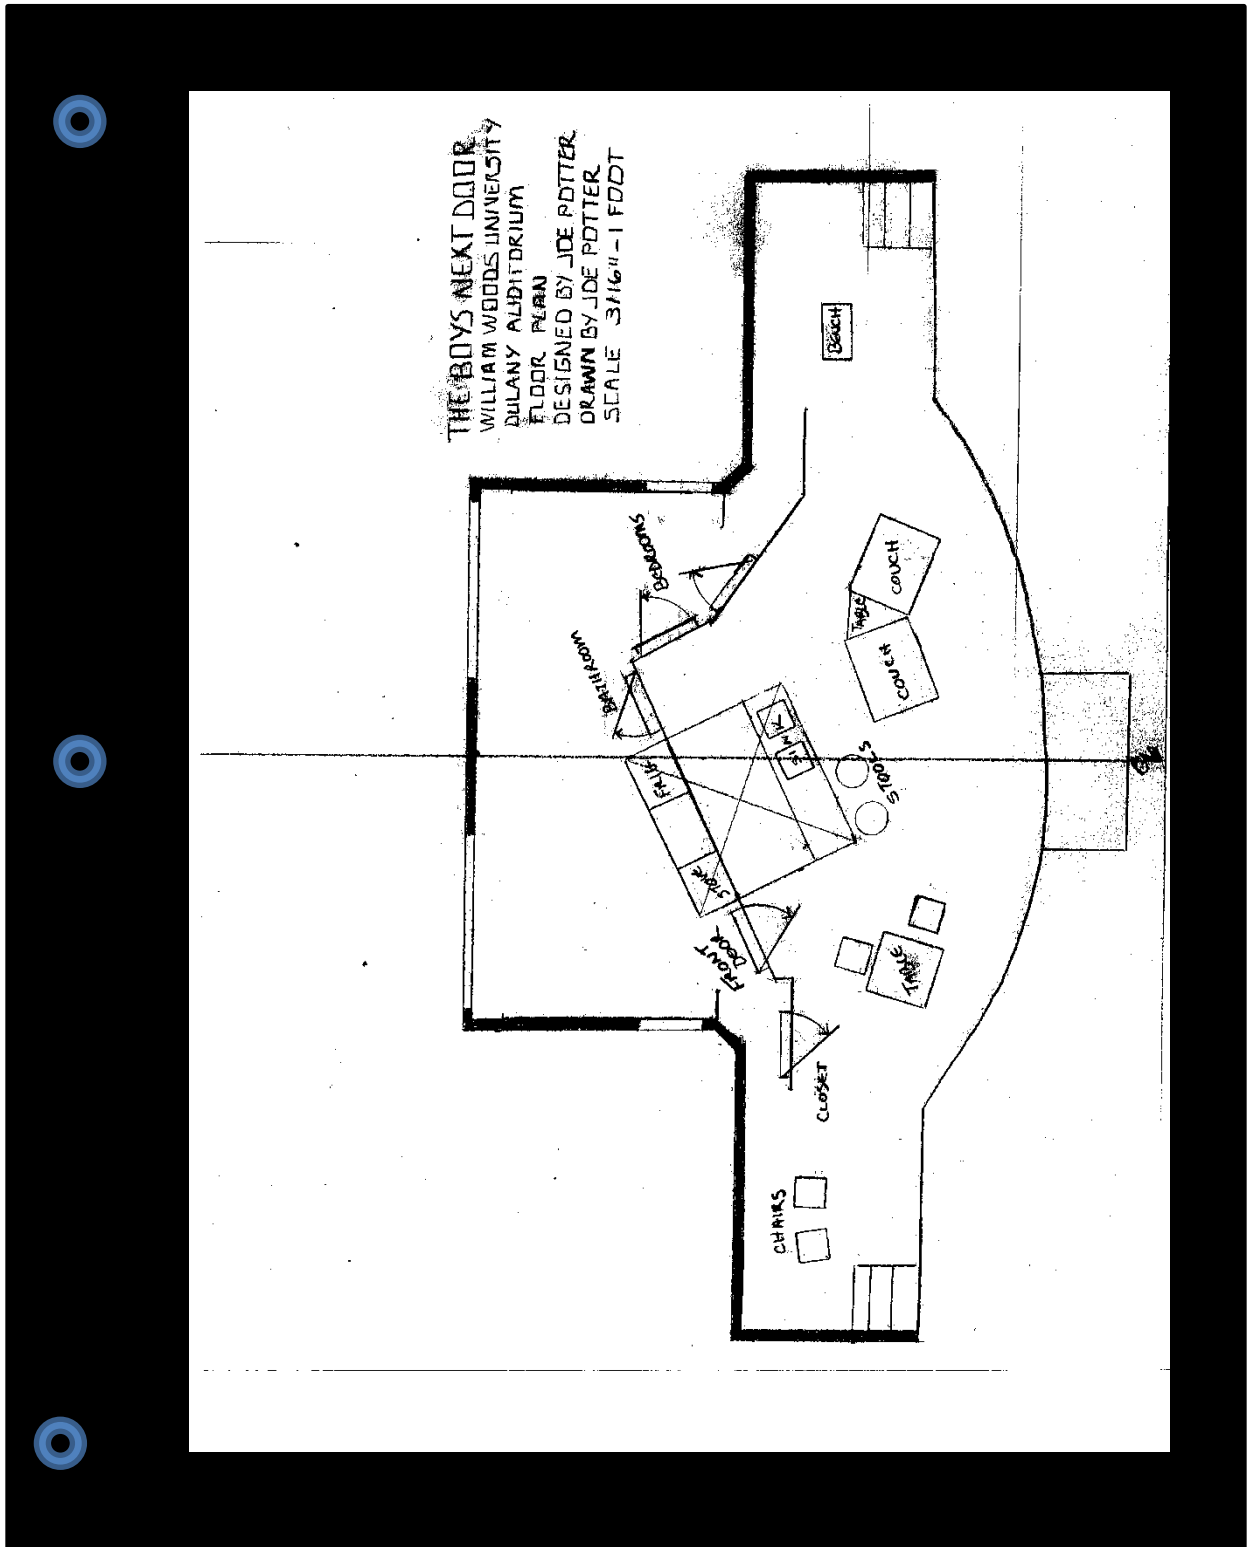 THE BOYS NEXT DOOR
WILLIAM WOODS UNIVERSITY
DULANY AUDITORIUM
FLOOR PLAN
DESIGNED BY JOE POTTER
DRAWN BY JOE POTTER
SCALE 3/16" - 1 FOOT
BATHROOM
BEDROOMS
FRIG
STOVE
SINK
STOOLS
FRONT
DOOR
CLOSET
CHAIRS
TABLE
COUCH
TABLE
COUCH
BENCH